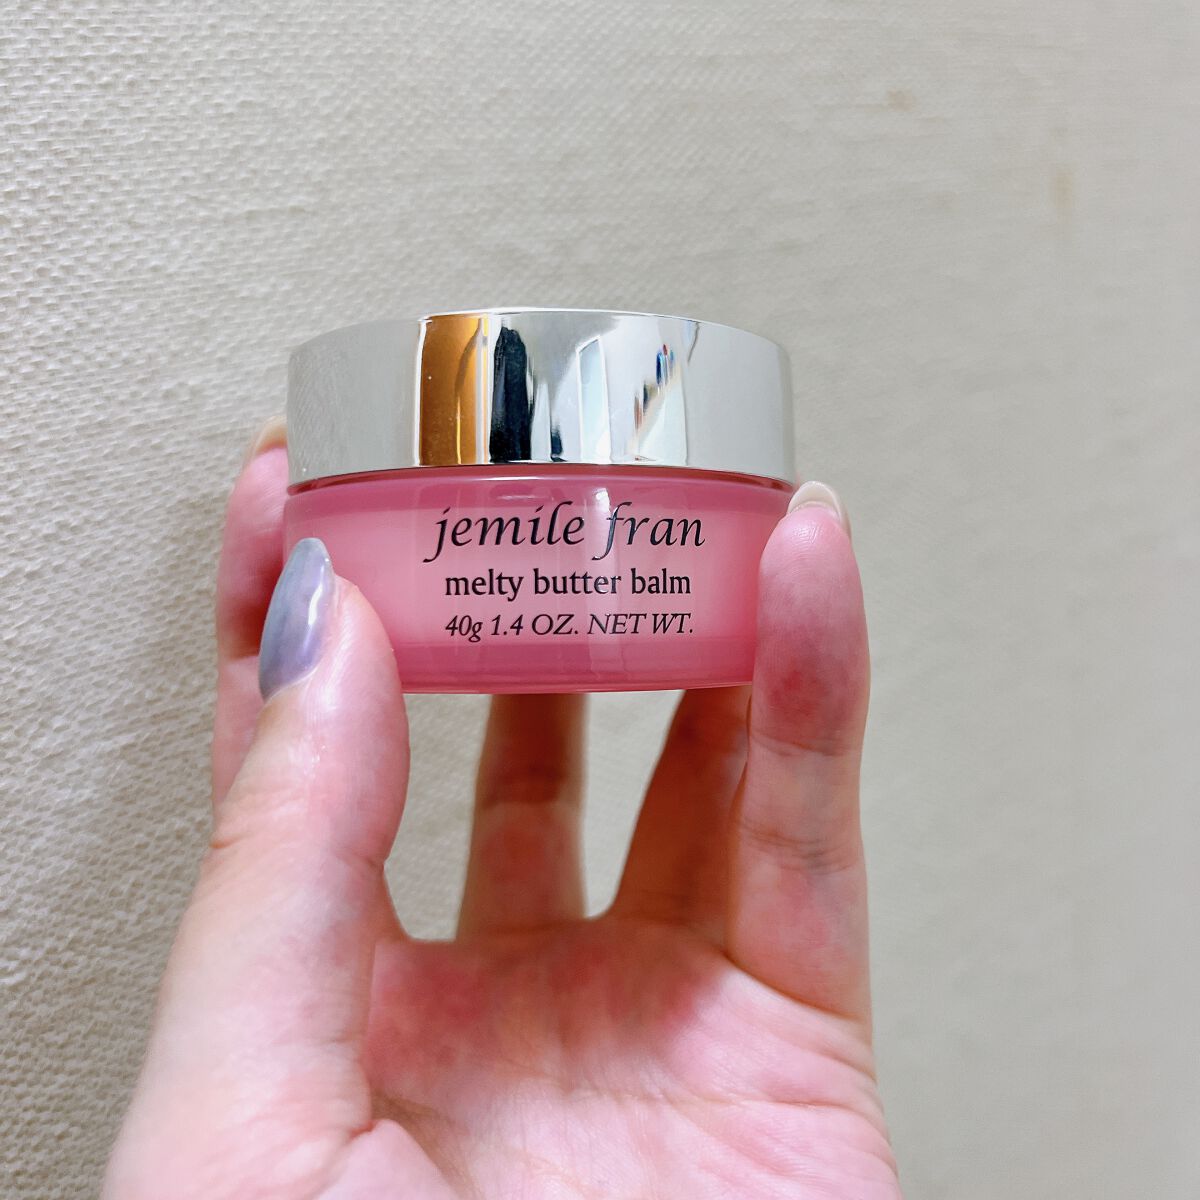 jemile fran
melty butter balm
40g 1.4 OZ. NET WT.